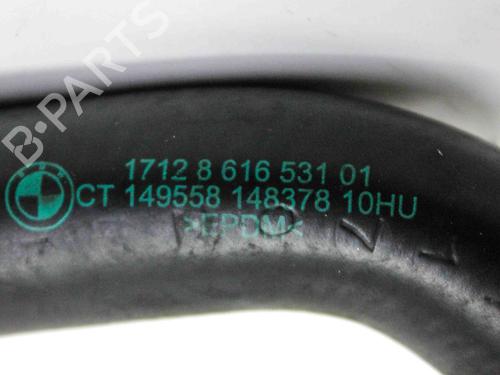 B-PARTS
1712 8 616 531 01
CT 149558 148378 10HU
>EPDM<